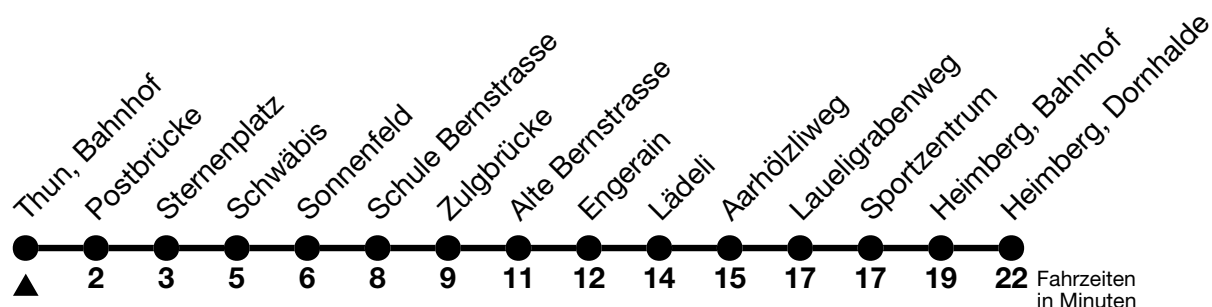 Thun, Bahnhof
Postbrücke
Sternenplatz
Schwäbis
Sonnenfeld
Schule Bernstrasse
Zulgbrücke
Alte Bernstrasse
Engerain
Lädeli
Aarhölzliweg
Laueligrabenweg
Sportzentrum
Heimberg, Bahnhof
Heimberg, Dornhalde
2 3 5 6 8 9 11 12 14 15 17 17 19 22 Fahrzeiten
in Minuten